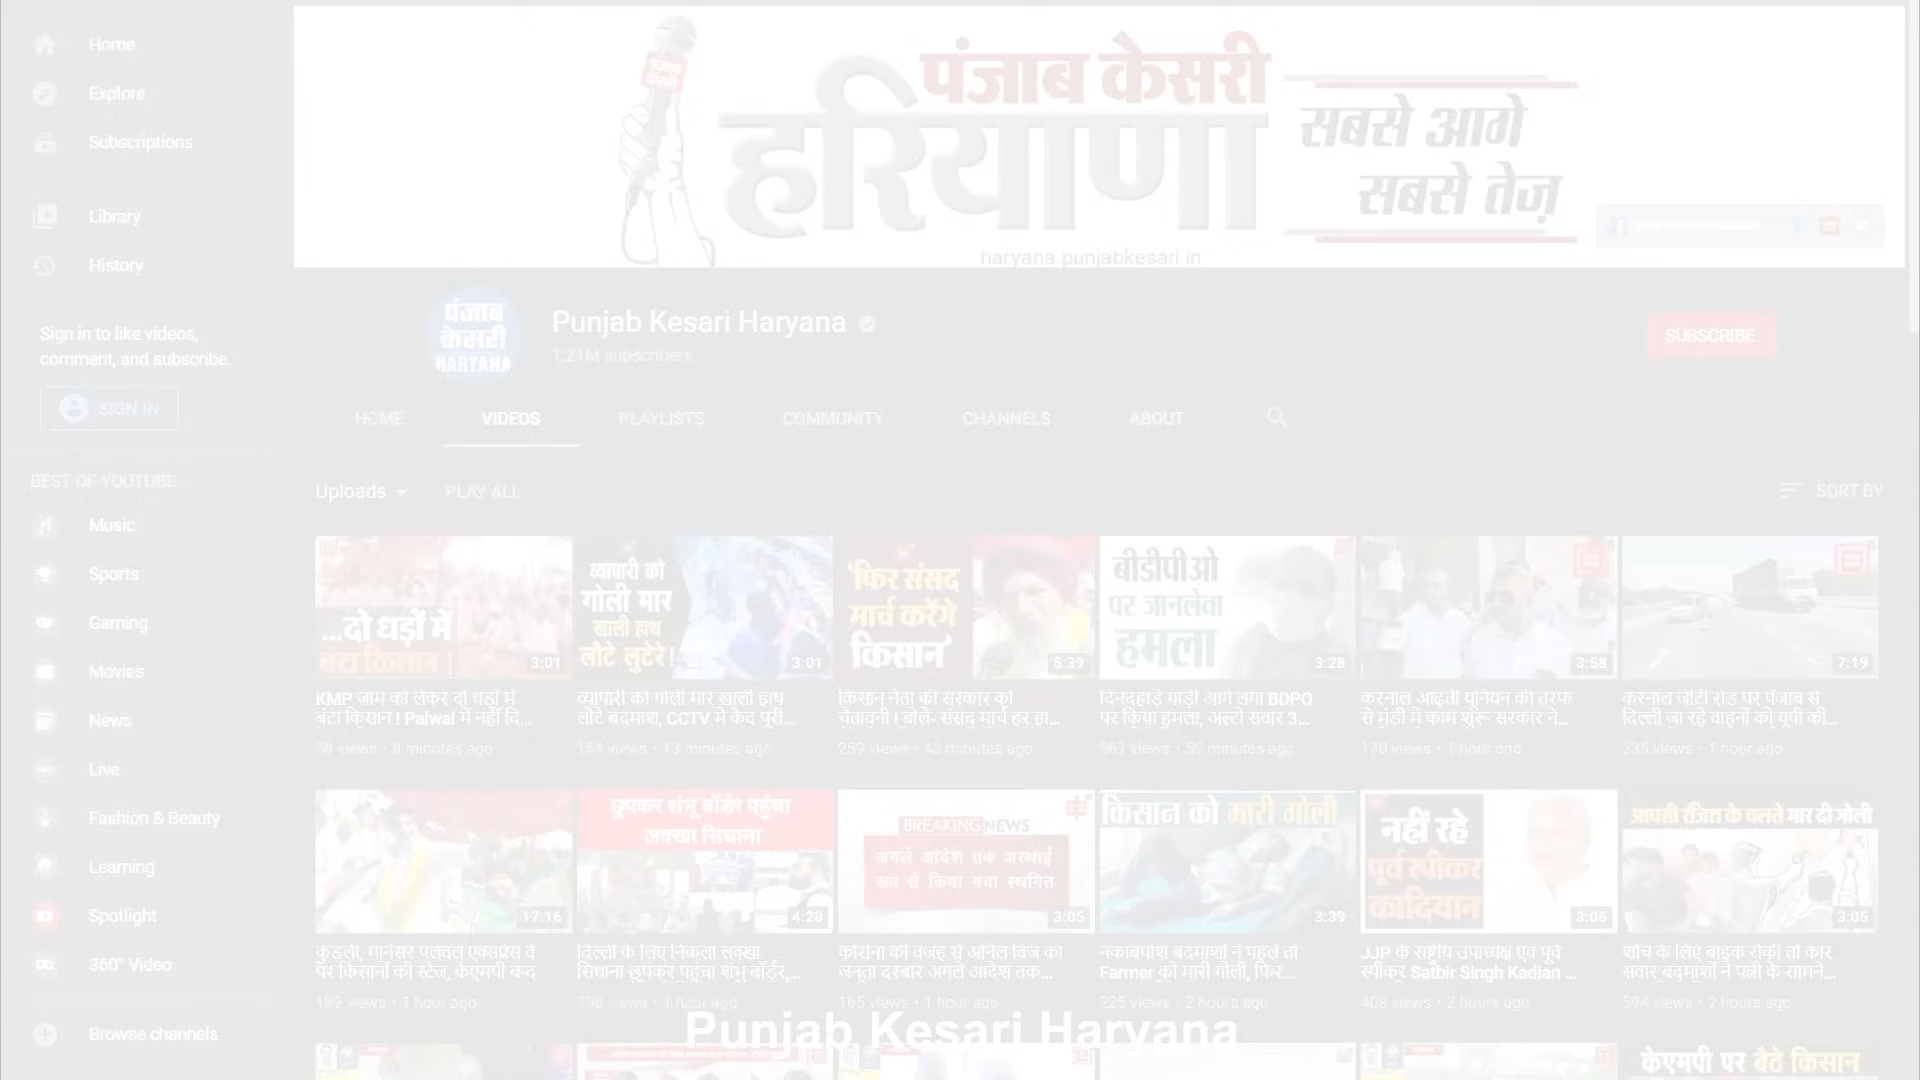 Home
Explore
Subscriptions
Library
History
Sign in to like videos,
comment, and subscribe.
SIGN IN
BEST OF YOUTUBE
Music
Sports
Gaming
Movies
News
Live
Fashion & Beauty
Learning
Spotlight
360° Video
Browse channels
पंजाब केसरी
हरियाणा
सबसे आगे
सबसे तेज़
haryana.punjabkesari.in
पंजाब
केसरी
HARYANA
Punjab Kesari Haryana
1.21M subscribers
SUBSCRIBE
HOME VIDEOS PLAYLISTS COMMUNITY CHANNELS ABOUT
Uploads PLAY ALL
SORT BY
...दो धड़ों में
बंटा किसान !
3:01
KMP जाम को लेकर दो धड़ों में
बंटा किसान ! Palwal में नहीं दि...
58 views • 8 minutes ago
व्यापारी को
गोली मार
खाली हाथ
लौटे लुटेरे !
3:01
व्यापारी को गोली मार खाली हाथ
लौटे बदमाश, CCTV में कैद पूरी...
154 views • 13 minutes ago
'फिर संसद
मार्च करेंगे
किसान'
5:39
किसान नेता की सरकार को
चेतावनी ! बोले- संसद मार्च हर हा...
259 views • 43 minutes ago
बीडीपीओ
पर जानलेवा
हमला
3:28
दिनदहाड़े गाड़ी आगे लगा BDPO
पर किया हमला, अल्टो सवार 3...
567 views • 52 minutes ago
3:58
करनाल आढ़ती यूनियन की तरफ
से मंडी में काम शुरू सरकार ने...
170 views • 1 hour ago
7:19
करनाल जीटी रोड पर पंजाब से
दिल्ली जा रहे वाहनों को यूपी की...
335 views • 1 hour ago
17:16
कुंडली, मानेसर पलवल एक्सप्रेस वे
पर किसानों की स्टेज, केएमपी बन्द
189 views • 1 hour ago
छुपकर शंभू बॉर्डर पहुंचा
लक्खा सिधाना
4:20
दिल्ली के लिए निकला लक्खा
सिधाना छुपकर पहुंचा शंभू बॉर्डर,...
330 views • 1 hour ago
BREAKING NEWS
अगले आदेश तक अस्थाई
रूप से किया गया स्थगित
3:05
कोरोना की वजह से अनिल विज का
जनता दरबार अगले आदेश तक...
165 views • 1 hour ago
किसान को मारी गोली
3:39
नकाबपोश बदमाशों ने पहले तो
Farmer को मारी गोली, फिर...
225 views • 2 hours ago
नहीं रहे
पूर्व स्पीकर
कादियान
3:06
JJP के राष्ट्रीय उपाध्यक्ष एवं पूर्व
स्पीकर Satbir Singh Kadian ...
408 views • 2 hours ago
आपसी रंजिश के चलते मार दी गोली
3:05
शौच के लिए बाइक रोकी तो कार
सवार बदमाशों ने पत्नी के सामने...
594 views • 2 hours ago
Punjab Kesari Haryana
केएमपी पर बैठे किसान